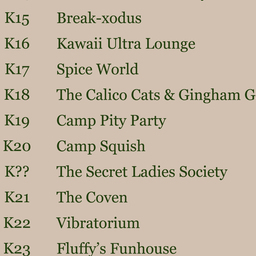 K15 Break-xodus
K16 Kawaii Ultra Lounge
K17 Spice World
K18 The Calico Cats & Gingham G
K19 Camp Pity Party
K20 Camp Squish
K?? The Secret Ladies Society
K21 The Coven
K22 Vibratorium
K23 Fluffy's Funhouse